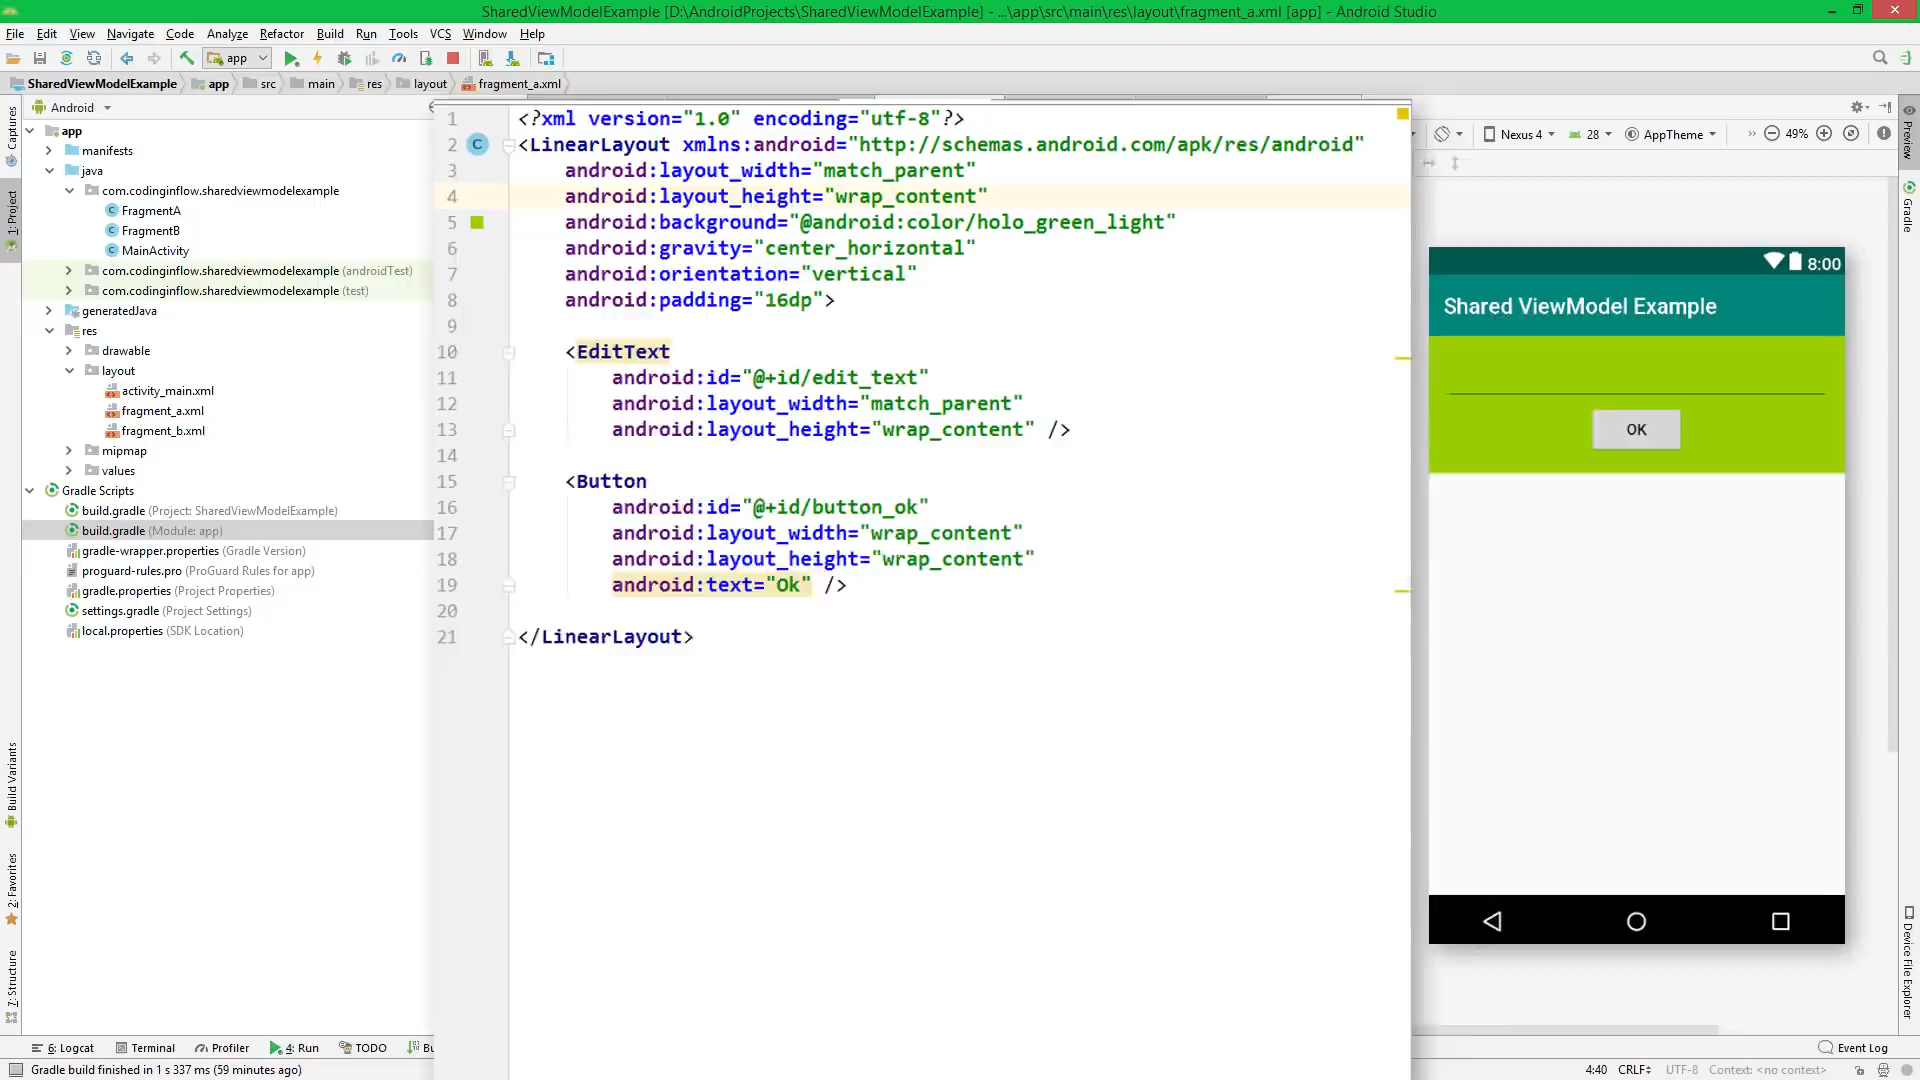 SharedViewModelExample [D:\AndroidProjects\SharedViewModelExample] - ...\app\src\main\res\layout\fragment_a.xml [app] - Android Studio
File Edit View Navigate Code Analyze Refactor Build Run Tools VCS Window Help
app
SharedViewModelExample app src main res layout fragment_a.xml
Captures
1: Project
Build Variants
2: Favorites
7: Structure
Android
app
manifests
java
com.codinginflow.sharedviewmodelexample
FragmentA
FragmentB
MainActivity
com.codinginflow.sharedviewmodelexample (androidTest)
com.codinginflow.sharedviewmodelexample (test)
generatedJava
res
drawable
layout
activity_main.xml
fragment_a.xml
fragment_b.xml
mipmap
values
Gradle Scripts
build.gradle (Project: SharedViewModelExample)
build.gradle (Module: app)
gradle-wrapper.properties (Gradle Version)
proguard-rules.pro (ProGuard Rules for app)
gradle.properties (Project Properties)
settings.gradle (Project Settings)
local.properties (SDK Location)
1 <?xml version="1.0" encoding="utf-8"?>
2 <LinearLayout xmlns:android="http://schemas.android.com/apk/res/android"
3 android:layout_width="match_parent"
4 android:layout_height="wrap_content"
5 android:background="@android:color/holo_green_light"
6 android:gravity="center_horizontal"
7 android:orientation="vertical"
8 android:padding="16dp">
9
10 <EditText
11 android:id="@+id/edit_text"
12 android:layout_width="match_parent"
13 android:layout_height="wrap_content" />
14
15 <Button
16 android:id="@+id/button_ok"
17 android:layout_width="wrap_content"
18 android:layout_height="wrap_content"
19 android:text="Ok" />
20
21 </LinearLayout>
Nexus 4 28 AppTheme » 49%
8:00
Shared ViewModel Example
OK
Preview
Gradle
Device File Explorer
6: Logcat Terminal Profiler 4: Run TODO Bu
Event Log
Gradle build finished in 1 s 337 ms (59 minutes ago)
4:40 CRLF UTF-8 Context: <no context>